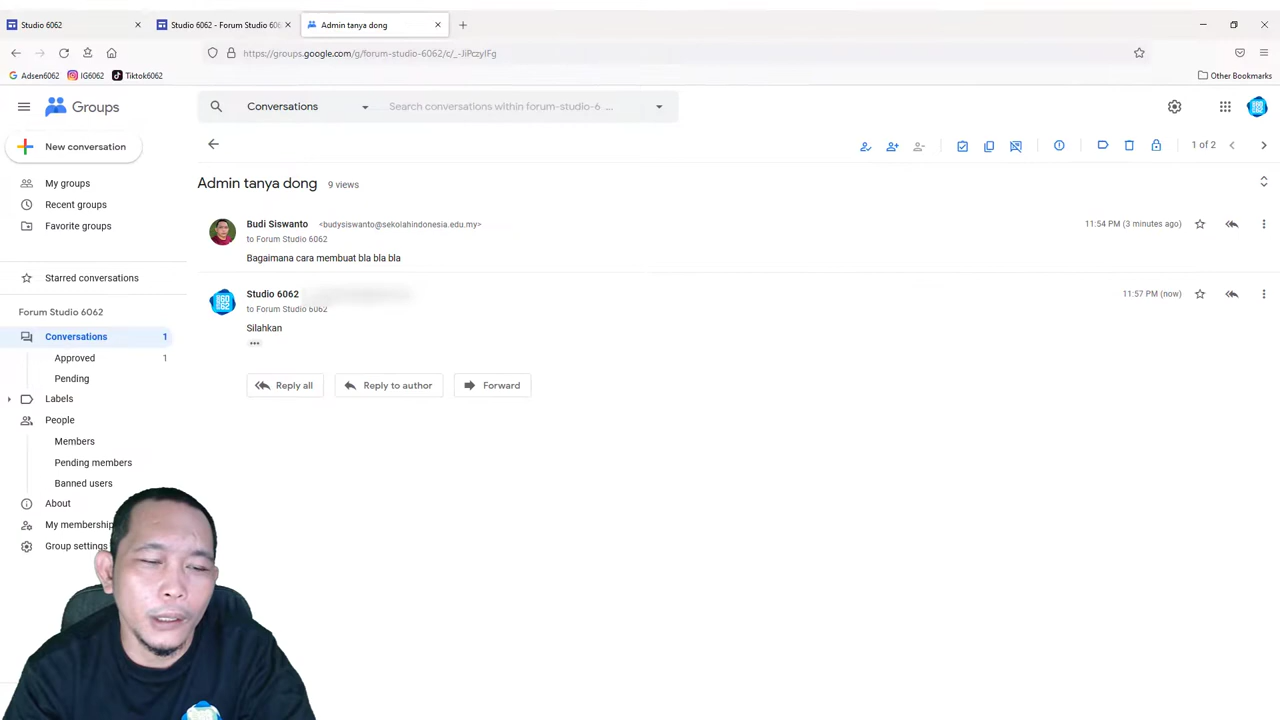 Studio 6062
Studio 6062 - Forum Studio 606
Admin tanya dong
https://groups.google.com/g/forum-studio-6062/c/_-JiPczyIFg
Adsen6062
IG6062
Tiktok6062
Other Bookmarks
Groups
Conversations
Search conversations within forum-studio-6 ...
New conversation
1 of 2
My groups
Recent groups
Favorite groups
Starred conversations
Forum Studio 6062
Conversations 1
Approved 1
Pending
Labels
People
Members
Pending members
Banned users
About
My membership
Group settings
Admin tanya dong 9 views
Budi Siswanto <budysiswanto@sekolahindonesia.edu.my> 11:54 PM (3 minutes ago)
to Forum Studio 6062
Bagaimana cara membuat bla bla bla
Studio 6062 11:57 PM (now)
to Forum Studio 6062
Silahkan
Reply all
Reply to author
Forward